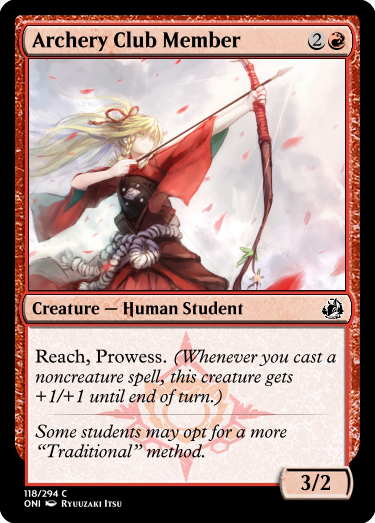 Archery Club Member 2
Creature — Human Student
Reach, Prowess. (Whenever you cast a
noncreature spell, this creature gets
+1/+1 until end of turn.)
Some students may opt for a more
“Traditional” method.
3/2
118/294 C
ONI Ryuuzaki Itsu